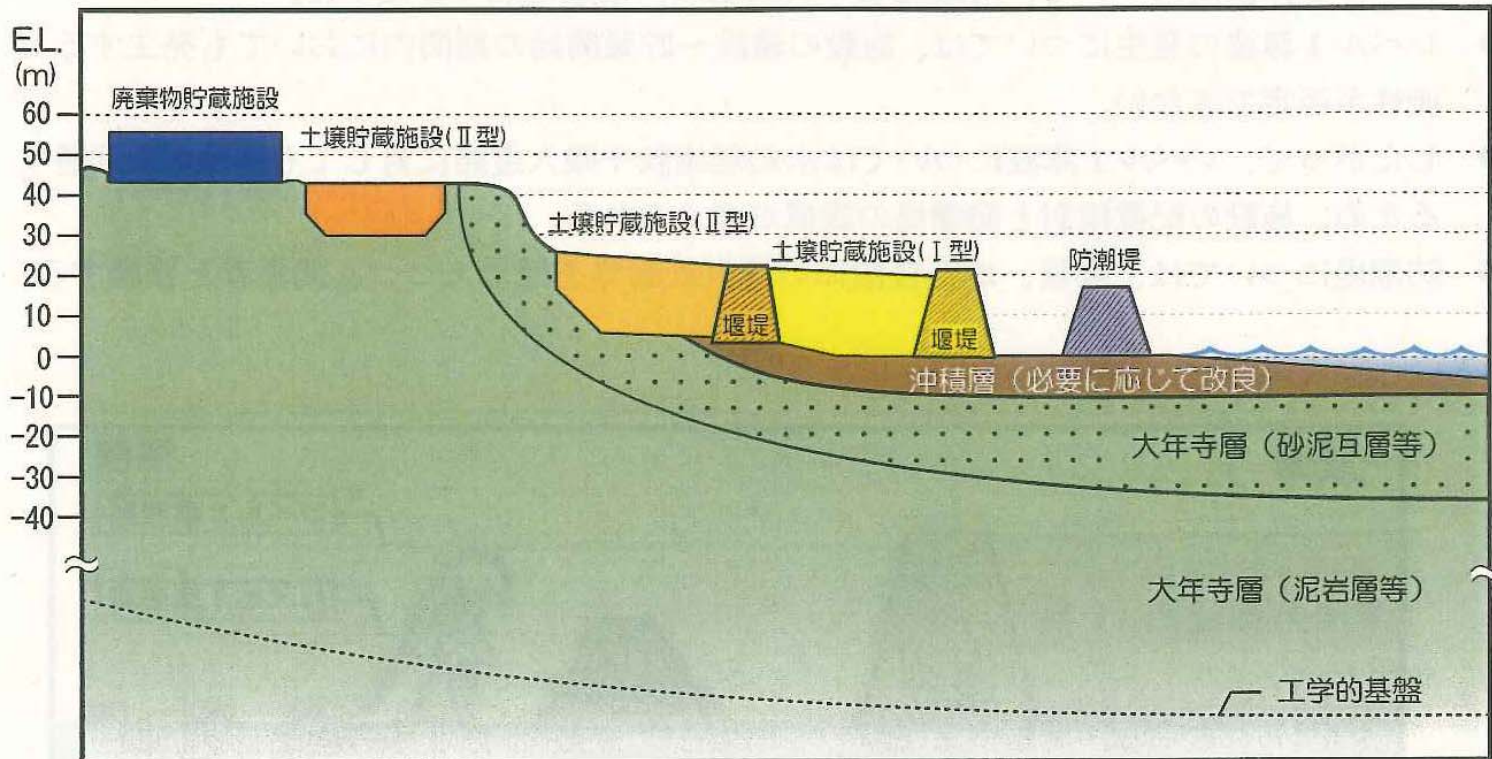 E.L.
(m)
60
50
40
30
20
10
0
-10
-20
-30
-40
廃棄物貯蔵施設
土壌貯蔵施設(Ⅱ型)
土壌貯蔵施設(Ⅱ型)
土壌貯蔵施設(Ⅰ型)
防潮堤
堰堤
堰堤
沖積層(必要に応じて改良)
大年寺層(砂泥互層等)
大年寺層(泥岩層等)
工学的基盤